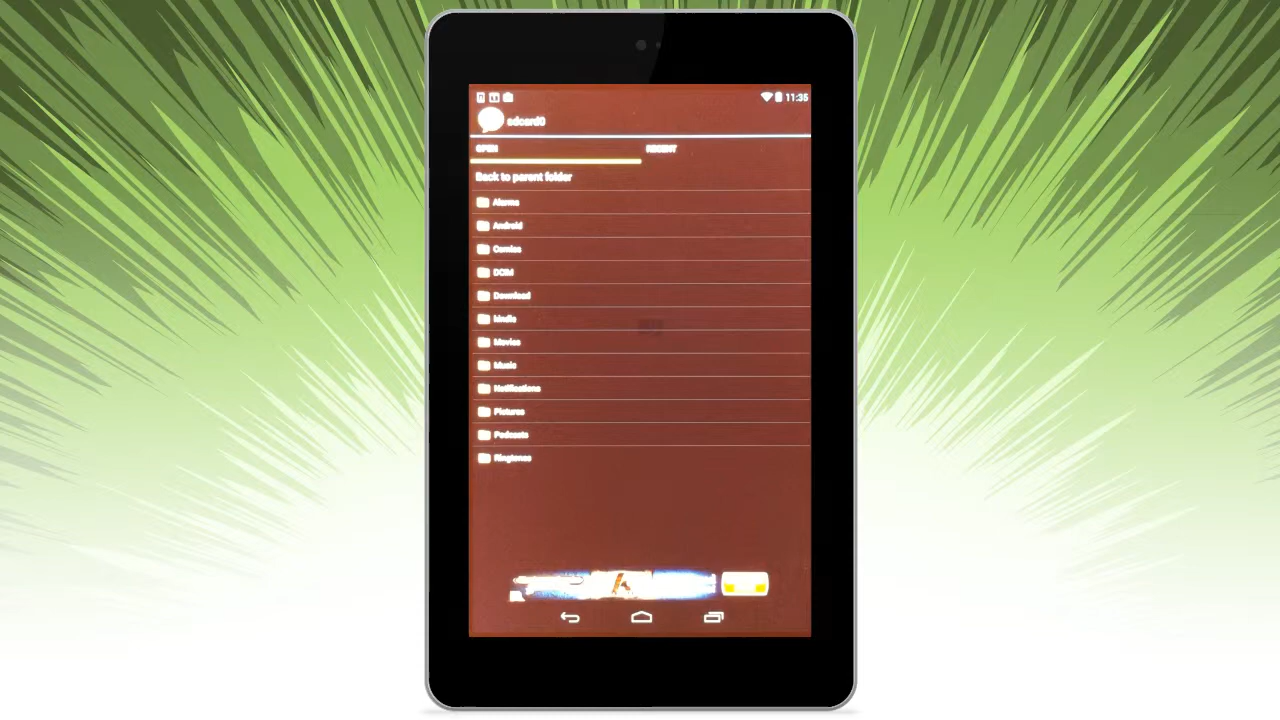 11:35
sdcard0
OPEN
RECENT
Back to parent folder
Alarms
Android
Comics
DCIM
Download
kindle
Movies
Music
Notifications
Pictures
Podcasts
Ringtones